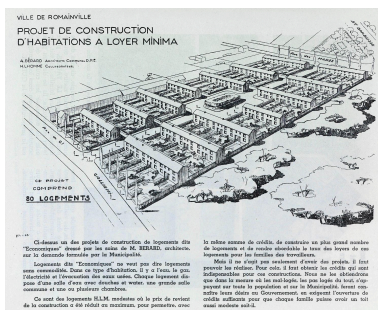 VILLE DE ROMAINVILLE
PROJET DE CONSTRUCTION
D'HABITATIONS A LOYER MINIMA
A. BÉRARD
CE PROJET
COMPREND
80 LOGEMENTS
Ci-dessus un des projets de construction de logements dits
"Economiques" dressé par les soins de M. BERARD, architecte,
sur la demande formulée par la Municipalité.
Logements dits "Economiques" ne veut pas dire logements
sans commodités. Dans ce type d'habitation, il y a l'eau, le gaz,
l'électricité et l'évacuation des eaux usées. Chaque logement dis-
pose d'une salle d'eau avec douches et water, une grande salle
commune et une ou plusieurs chambres.
Ce sont des logements H.L.M. modestes où le prix de revient
de la construction a été réduit au maximum, pour permettre, avec
la même somme de crédits, de construire un plus grand nombre
de logements et de rendre abordable le taux des loyers de ces
logements pour les familles des travailleurs.
Mais il ne s'agit pas seulement d'avoir des projets, il faut
pouvoir les réaliser. Pour cela, il faut obtenir les crédits qui sont
indispensables pour ces constructions. Nous ne les obtiendrons
que dans la mesure où les mal-logés, les pas logés du tout, s'ap-
puyant sur toute la population et sur la Municipalité, feront con-
naître leurs désirs au Gouvernement, en exigeant l'ouverture de
crédits suffisants pour que chaque famille puisse avoir un toit
aussi modeste soit-il.